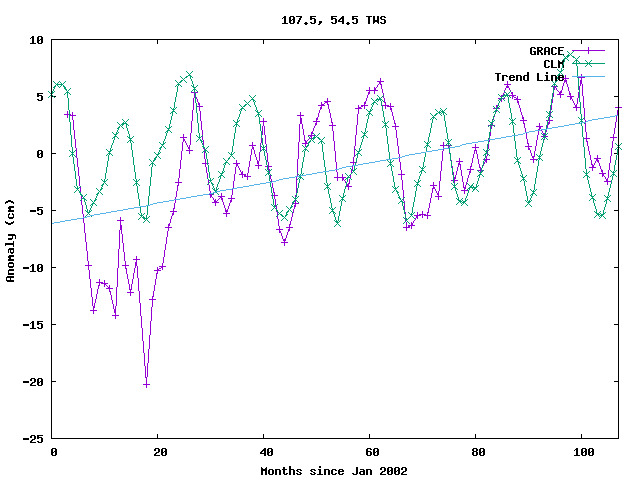 107.5, 54.5 TWS
GRACE
CLM
Trend Line
10
5
0
-5
-10
-15
-20
-25
Anomaly (cm)
0 20 40 60 80 100
Months since Jan 2002